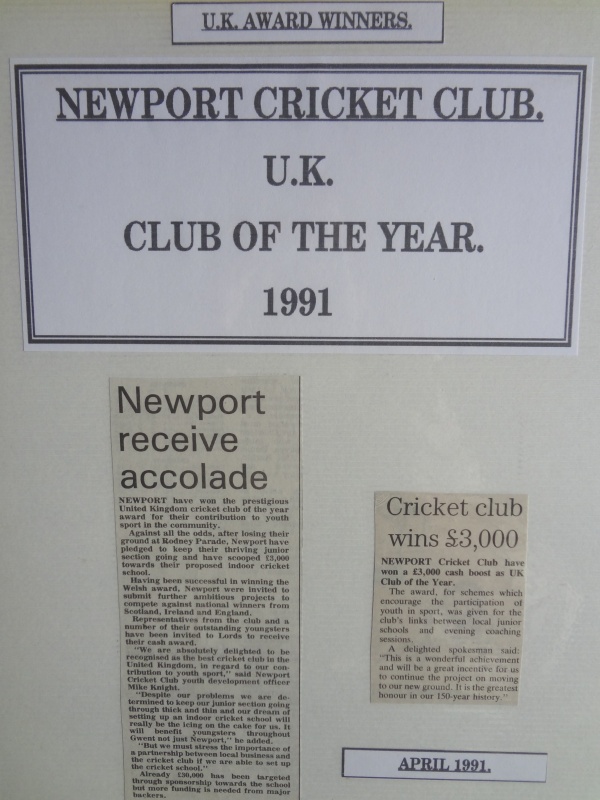 U.K. AWARD WINNERS.
NEWPORT CRICKET CLUB.
U.K.
CLUB OF THE YEAR.
1991
Newport
receive
accolade
NEWPORT have won the prestigious
United Kingdom cricket club of the year
award for their contribution to youth
sport in the community.
Against all the odds, after losing their
ground at Rodney Parade, Newport have
pledged to keep their thriving junior
section going and have scooped £3,000
towards their proposed indoor cricket
school.
Having been successful in winning the
Welsh award, Newport were invited to
submit further ambitious projects to
compete against national winners from
Scotland, Ireland and England.
Representatives from the club and a
number of their outstanding youngsters
have been invited to Lords to receive
their cash award.
"We are absolutely delighted to be
recognised as the best cricket club in the
United Kingdom, in regard to our con-
tribution to youth sport," said Newport
Cricket Club youth development officer
Mike Knight.
"Despite our problems we are de-
termined to keep our junior section going
through thick and thin and our dream of
setting up an indoor cricket school will
really be the icing on the cake for us. It
will benefit youngsters throughout
Gwent not just Newport," he added.
"But we must stress the importance of
a partnership between local business and
the cricket club if we are able to set up
the cricket school."
Already £30,000 has been targeted
through sponsorship towards the school
but more funding is needed from major
backers.
Cricket club
wins £3,000
NEWPORT Cricket Club have
won a £3,000 cash boost as UK
Club of the Year.
The award, for schemes which
encourage the participation of
youth in sport, was given for the
club's links between local junior
schools and evening coaching
sessions.
A delighted spokesman said:
"This is a wonderful achievement
and will be a great incentive for us
to continue the project on moving
to our new ground. It is the greatest
honour in our 150-year history."
APRIL 1991.